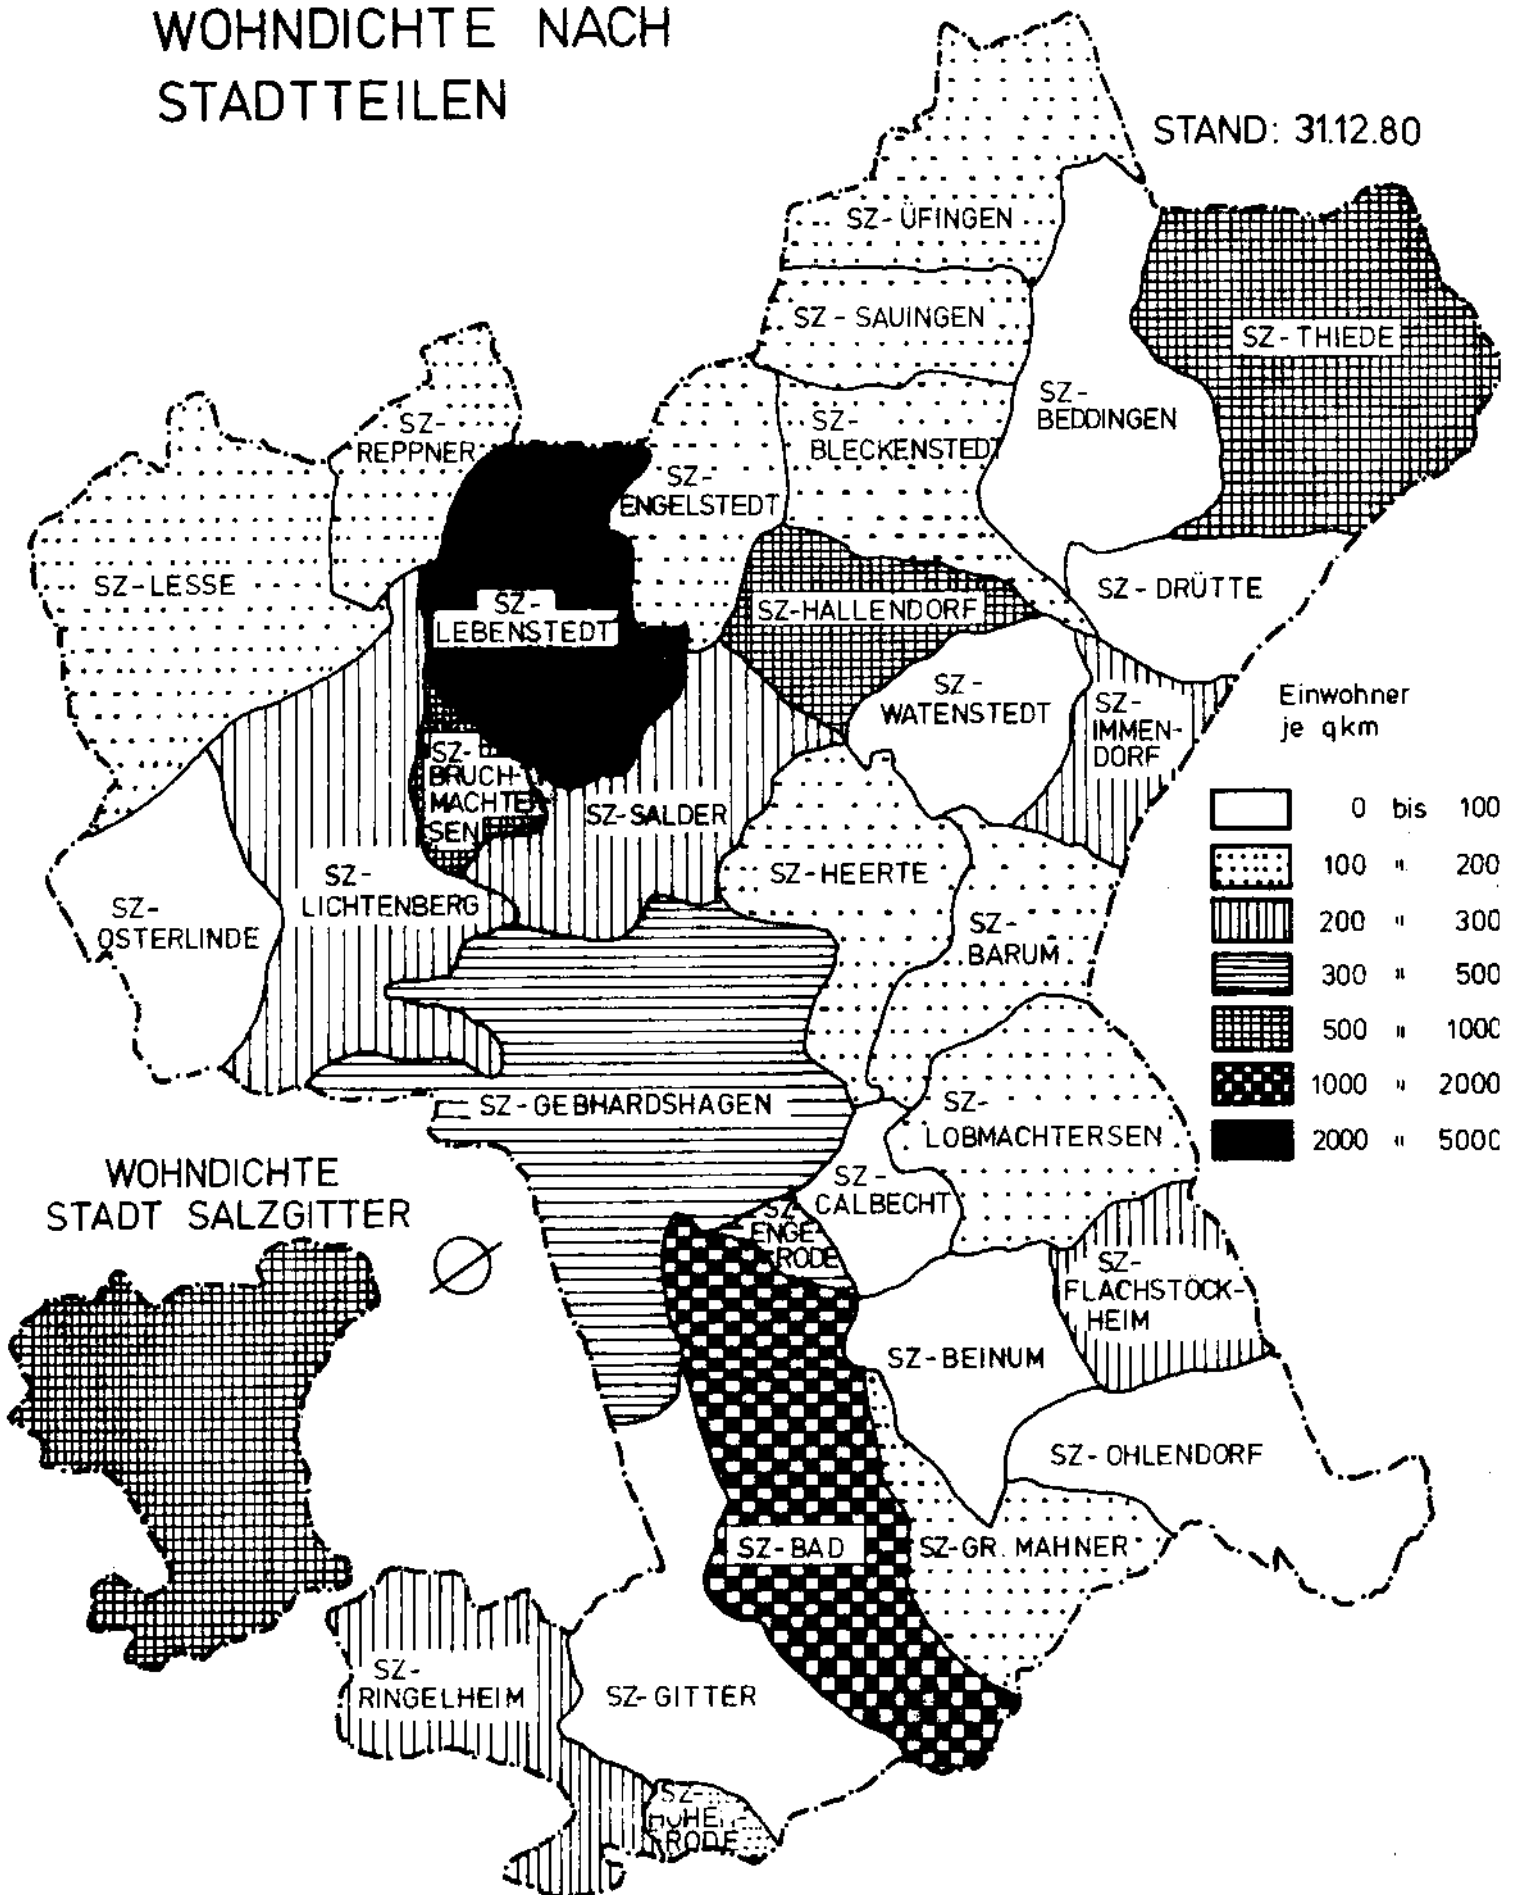 WOHNDICHTE NACH
STADTTEILEN
STAND: 31.12.80
SZ-ÜFINGEN
SZ-SAUINGEN
SZ-THIEDE
SZ-
BEDDINGEN
SZ-
BLECKENSTEDT
SZ-
REPPNER
SZ-
ENGELSTEDT
SZ-LESSE
SZ-
LEBENSTEDT
SZ-HALLENDORF
SZ-DRÜTTE
SZ-
WATENSTEDT
SZ-
IMMEN-
DORF
SZ-
BRUCH-
MACHTER
SEN
SZ-SALDER
SZ-HEERTE
SZ-
LICHTENBERG
SZ-
OSTERLINDE
SZ-
BARUM
Einwohner
je qkm
0 bis 100
100 " 200
200 " 300
300 " 500
500 " 1000
1000 " 2000
2000 " 5000
SZ-GEBHARDSHAGEN
SZ-
LOBMACHTERSEN
SZ-
CALBECHT
SZ-
ENGE-
RODE
SZ-
FLACHSTÖCK-
HEIM
SZ-BEINUM
SZ-OHLENDORF
SZ-BAD
SZ-GR. MAHNER
WOHNDICHTE
STADT SALZGITTER
SZ-
RINGELHEIM
SZ-GITTER
SZ-
HOHEN-
RODE